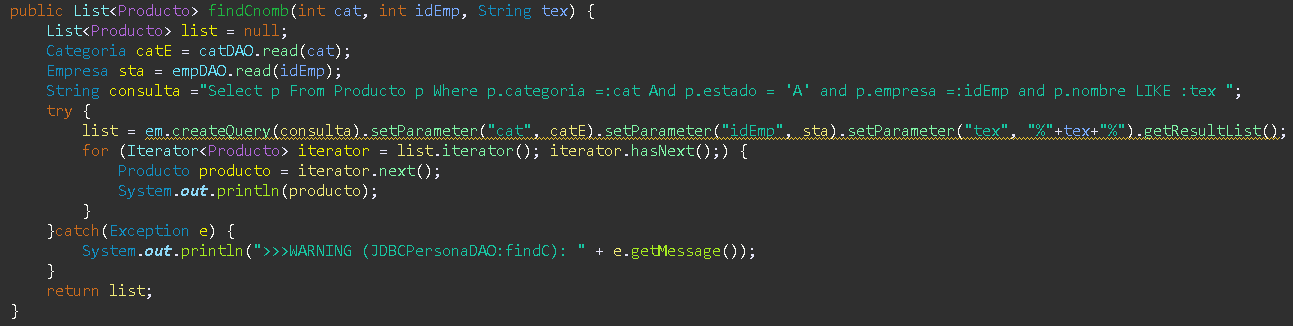 public List<Producto> findCnomb(int cat, int idEmp, String tex) {
    List<Producto> list = null;
    Categoria catE = catDAO.read(cat);
    Empresa sta = empDAO.read(idEmp);
    String consulta ="Select p From Producto p Where p.categoria =:cat And p.estado = 'A' and p.empresa =:idEmp and p.nombre LIKE :tex ";
    try {
        list = em.createQuery(consulta).setParameter("cat", catE).setParameter("idEmp", sta).setParameter("tex", "%"+tex+"%").getResultList();
        for (Iterator<Producto> iterator = list.iterator(); iterator.hasNext();) {
            Producto producto = iterator.next();
            System.out.println(producto);
        }
    }catch(Exception e) {
        System.out.println(">>>WARNING (JDBCPersonaDAO:findC): " + e.getMessage());
    }
    return list;
}